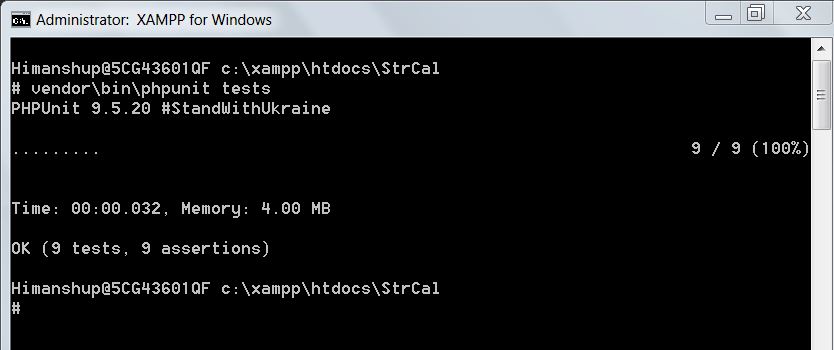 Administrator: XAMPP for Windows
Himanshup@5CG43601QF c:\xampp\htdocs\StrCal
# vendor\bin\phpunit tests
PHPUnit 9.5.20 #StandWithUkraine
......... 9 / 9 (100%)
Time: 00:00.032, Memory: 4.00 MB
OK (9 tests, 9 assertions)
Himanshup@5CG43601QF c:\xampp\htdocs\StrCal
#